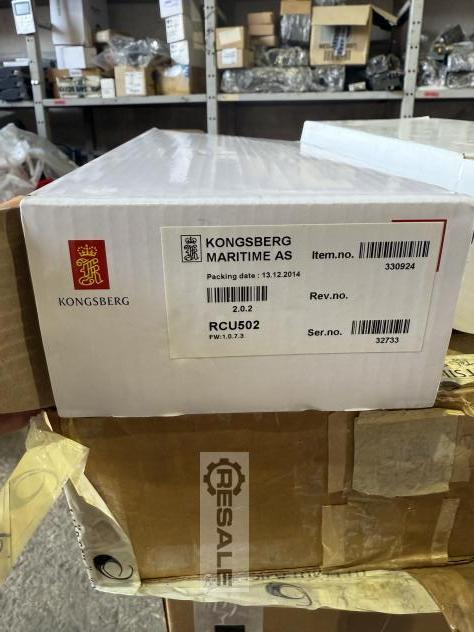 KONGSBERG
KONGSBERG
MARITIME AS
Packing date : 13.12.2014
2.0.2
RCU502
FW:1.0.7.3
Item.no.
330924
Rev.no.
Ser.no.
32733
RESALE